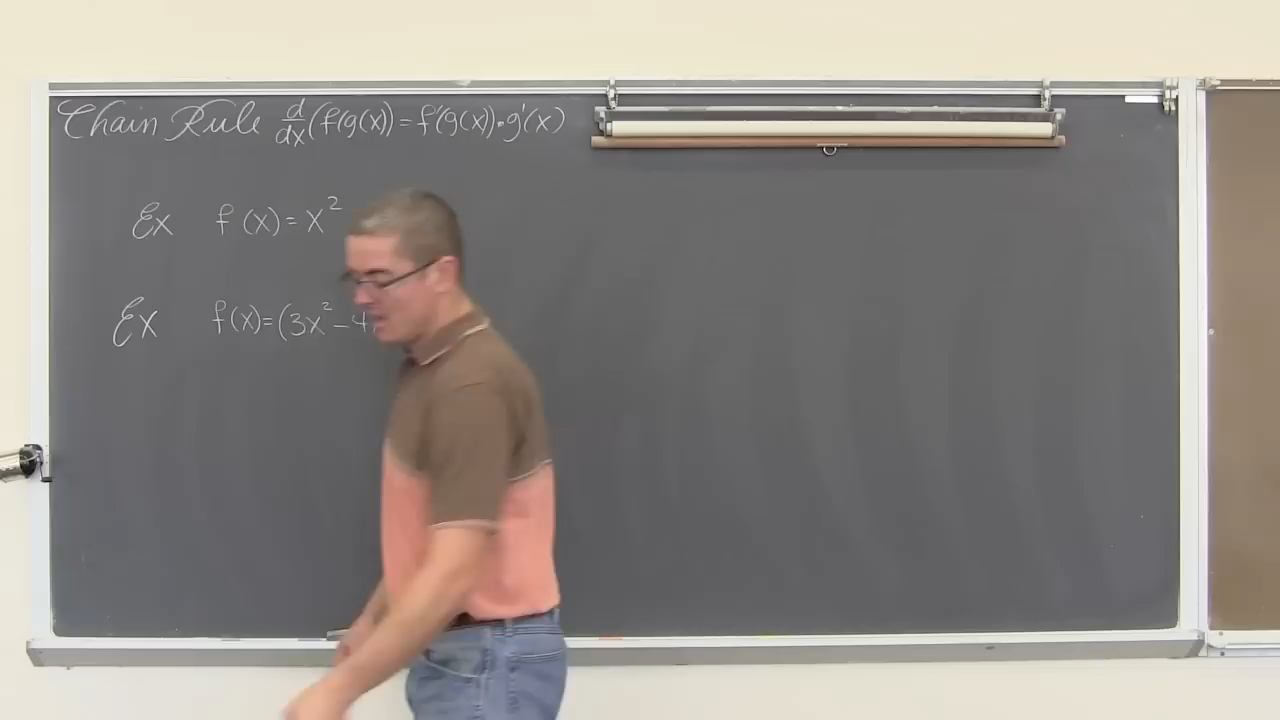 Chain Rule d/dx (f(g(x)) = f'(g(x)) • g'(x)
Ex f(x) = x²
Ex f(x) = (3x² – 4